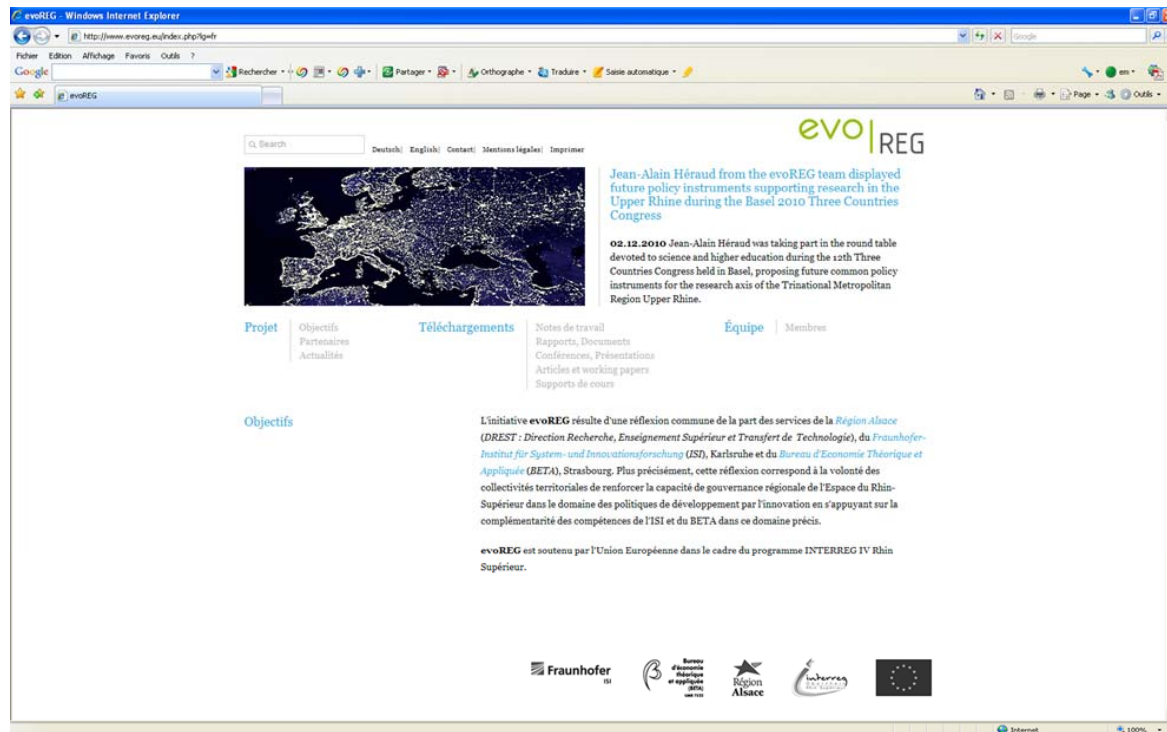 evoREG - Windows Internet Explorer
http://www.evoreg.eu/index.php?lg=fr
Google
Fichier Edition Affichage Favoris Outils ?
Google Rechercher Partager Orthographe Traduire Saisie automatique en
evoREG Page Outils
evo|REG
Search Deutsch| English| Contact| Mentions légales| Imprimer
Jean-Alain Héraud from the evoREG team displayed
future policy instruments supporting research in the
Upper Rhine during the Basel 2010 Three Countries
Congress
02.12.2010 Jean-Alain Héraud was taking part in the round table
devoted to science and higher education during the 12th Three
Countries Congress held in Basel, proposing future common policy
instruments for the research axis of the Trinational Metropolitan
Region Upper Rhine.
Projet
Objectifs
Partenaires
Actualités
Téléchargements
Notes de travail
Rapports, Documents
Conférences, Présentations
Articles et working papers
Supports de cours
Équipe
Membres
Objectifs
L'initiative evoREG résulte d'une réflexion commune de la part des services de la Région Alsace
(DREST : Direction Recherche, Enseignement Supérieur et Transfert de Technologie), du Fraunhofer-
Institut für System- und Innovationsforschung (ISI), Karlsruhe et du Bureau d'Economie Théorique et
Appliquée (BETA), Strasbourg. Plus précisément, cette réflexion correspond à la volonté des
collectivités territoriales de renforcer la capacité de gouvernance régionale de l'Espace du Rhin-
Supérieur dans le domaine des politiques de développement par l'innovation en s'appuyant sur la
complémentarité des compétences de l'ISI et du BETA dans ce domaine précis.
evoREG est soutenu par l'Union Européenne dans le cadre du programme INTERREG IV Rhin
Supérieur.
Fraunhofer
ISI
Bureau
d'économie
théorique
et appliquée
(BETA)
Région
Alsace
interreg
Internet 100%